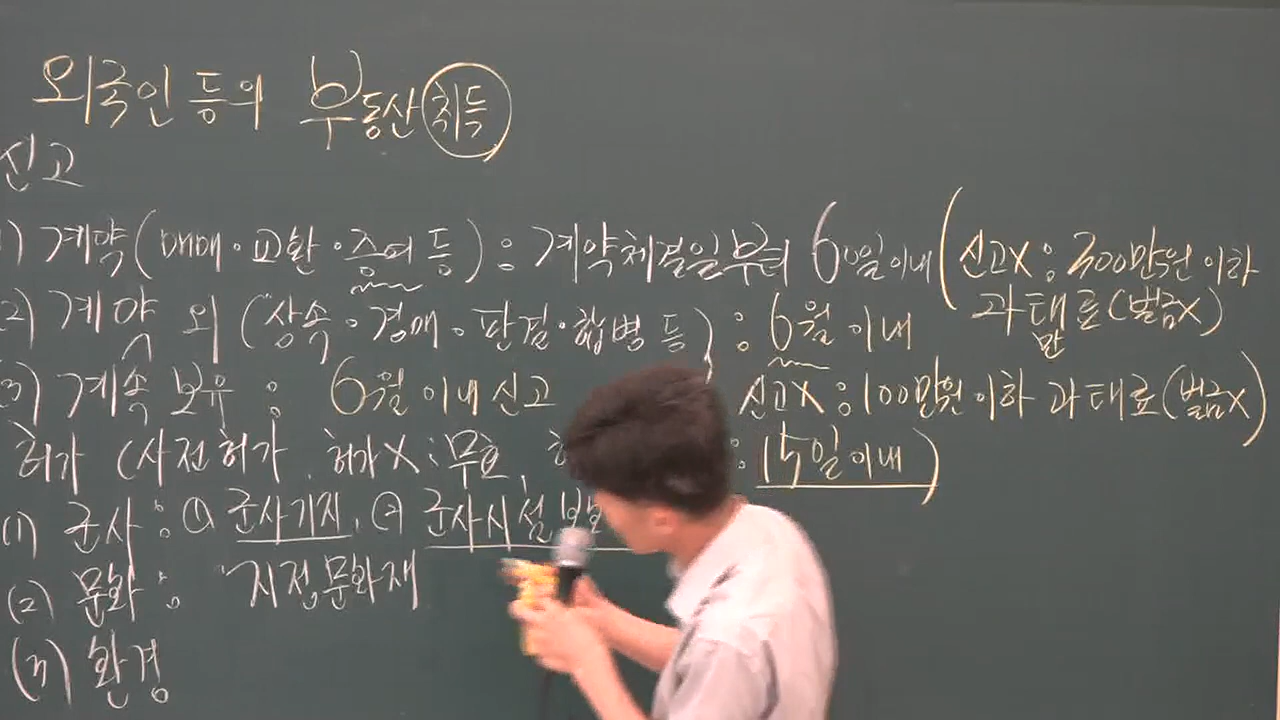 외국인 등의 부동산 취득
신고
1) 계약(매매·교환·증여 등) : 계약체결일부터 60일이내 (신고X : 300만원 이하
과태료(벌금X)
만
(2) 계약 외 (상속·경매·판결·합병 등) : 6월 이내
(3) 계속 보유 : 6월이내 신고 신고X : 100만원 이하 과태료(벌금X)
허가 (사전허가, 허가X : 무효, : 15일이내)
(1) 군사 : ① 군사기지, ② 군사시설 보
(2) 문화 : 지정문화재
(3) 환경